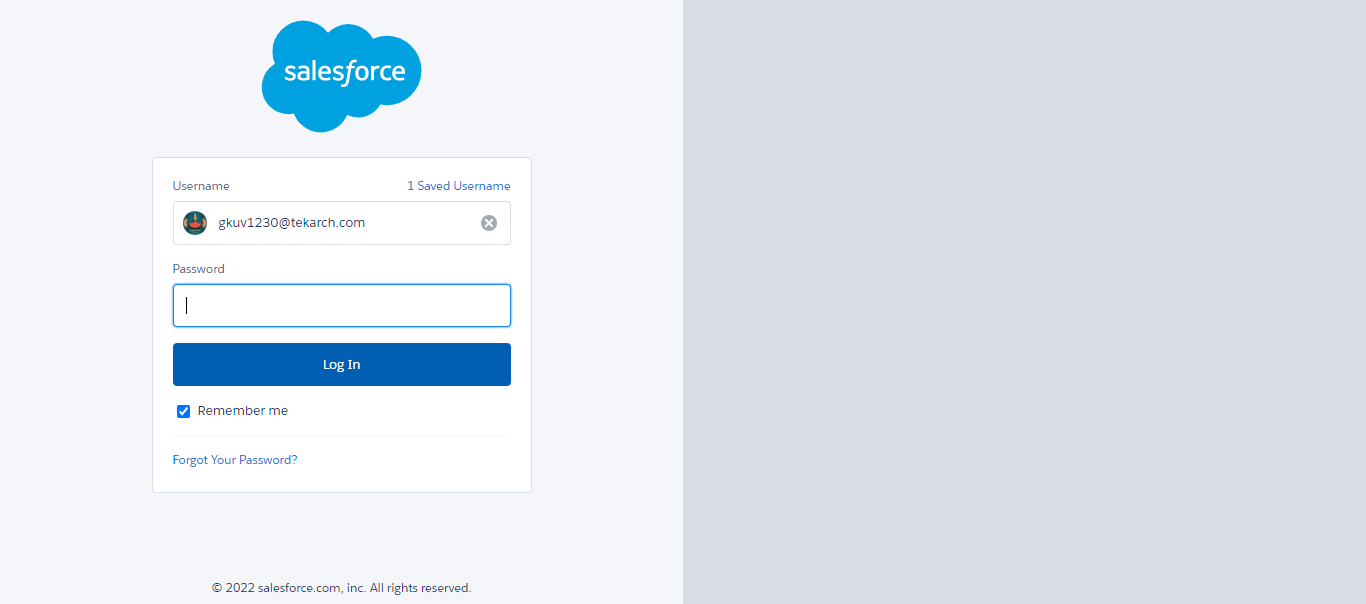 salesforce
Username 1 Saved Username
gkuv1230@tekarch.com
Password
Log In
Remember me
Forgot Your Password?
© 2022 salesforce.com, inc. All rights reserved.